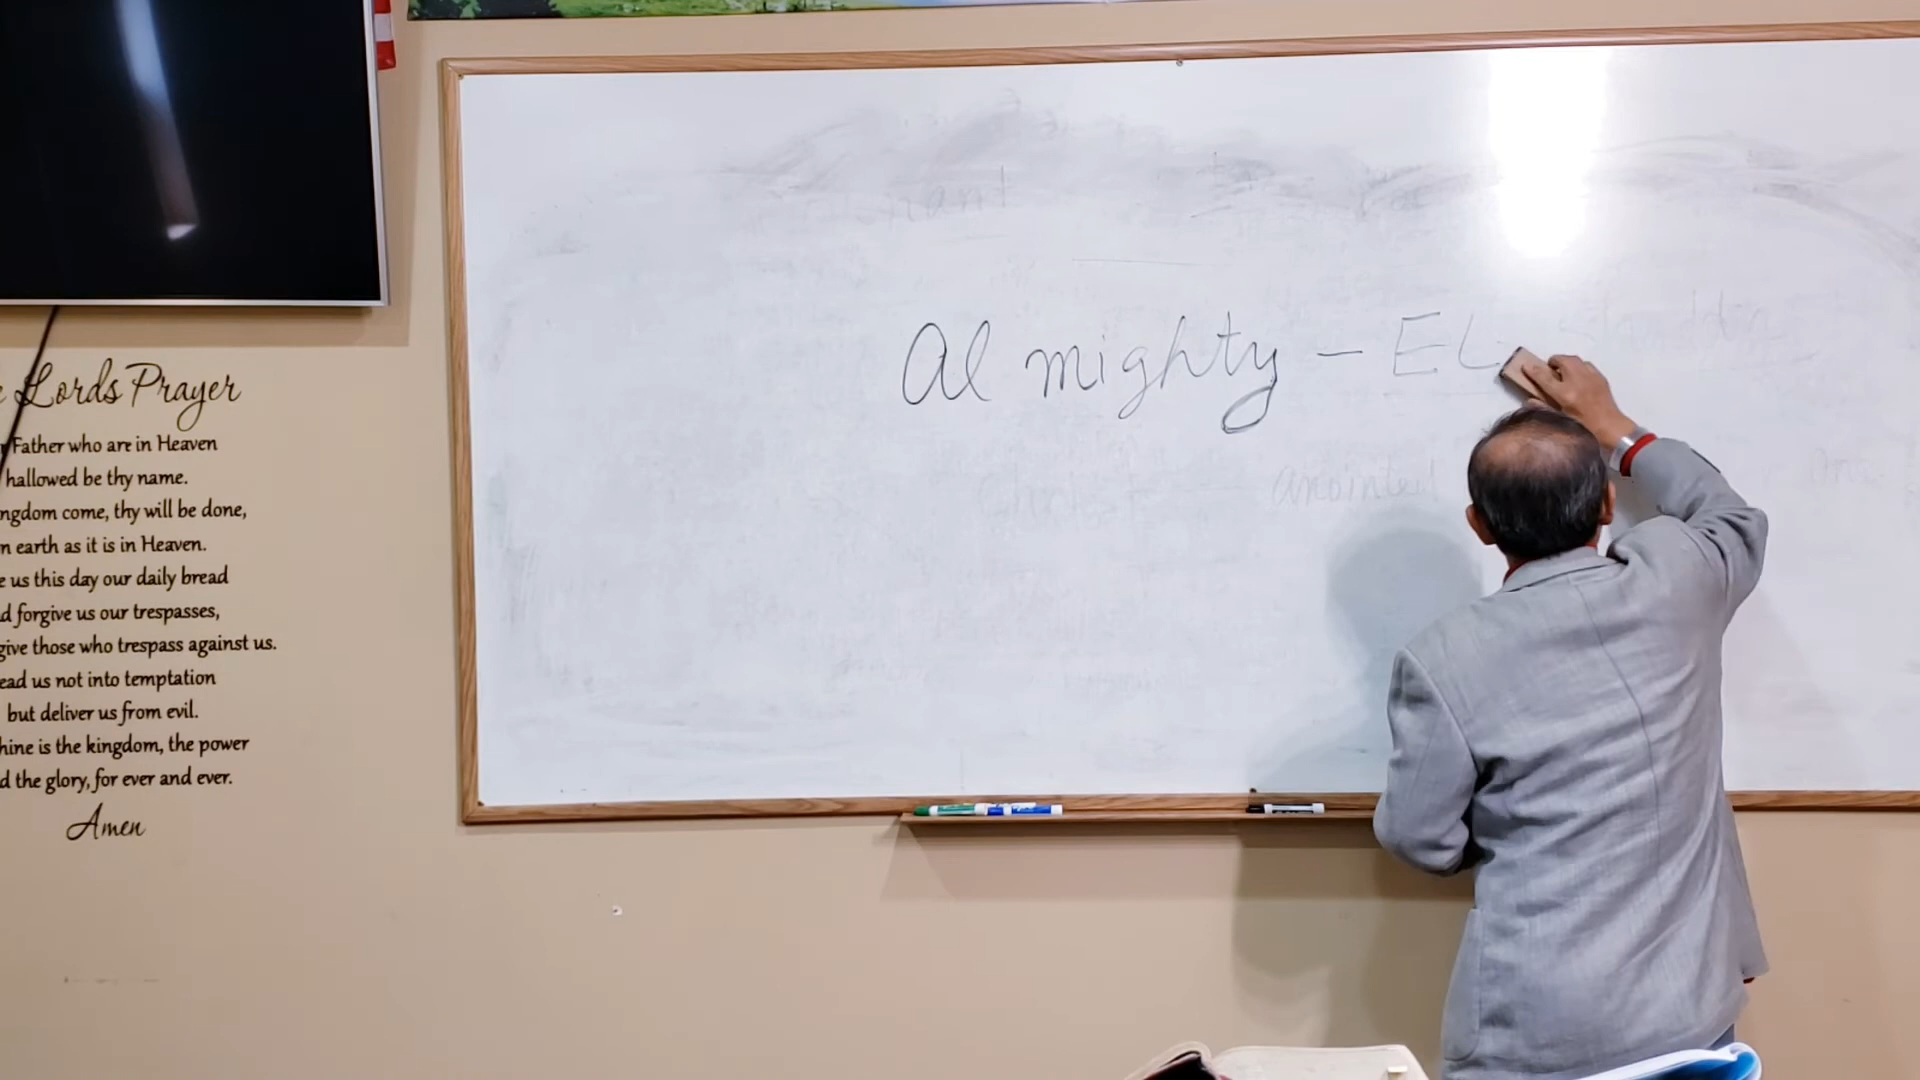 Lords Prayer
Father who are in Heaven
hallowed be thy name.
ngdom come, thy will be done,
n earth as it is in Heaven.
e us this day our daily bread
d forgive us our trespasses,
give those who trespass against us.
ead us not into temptation
but deliver us from evil.
hine is the kingdom, the power
d the glory, for ever and ever.
Amen
nant
Al mighty - EL
Christ anointed